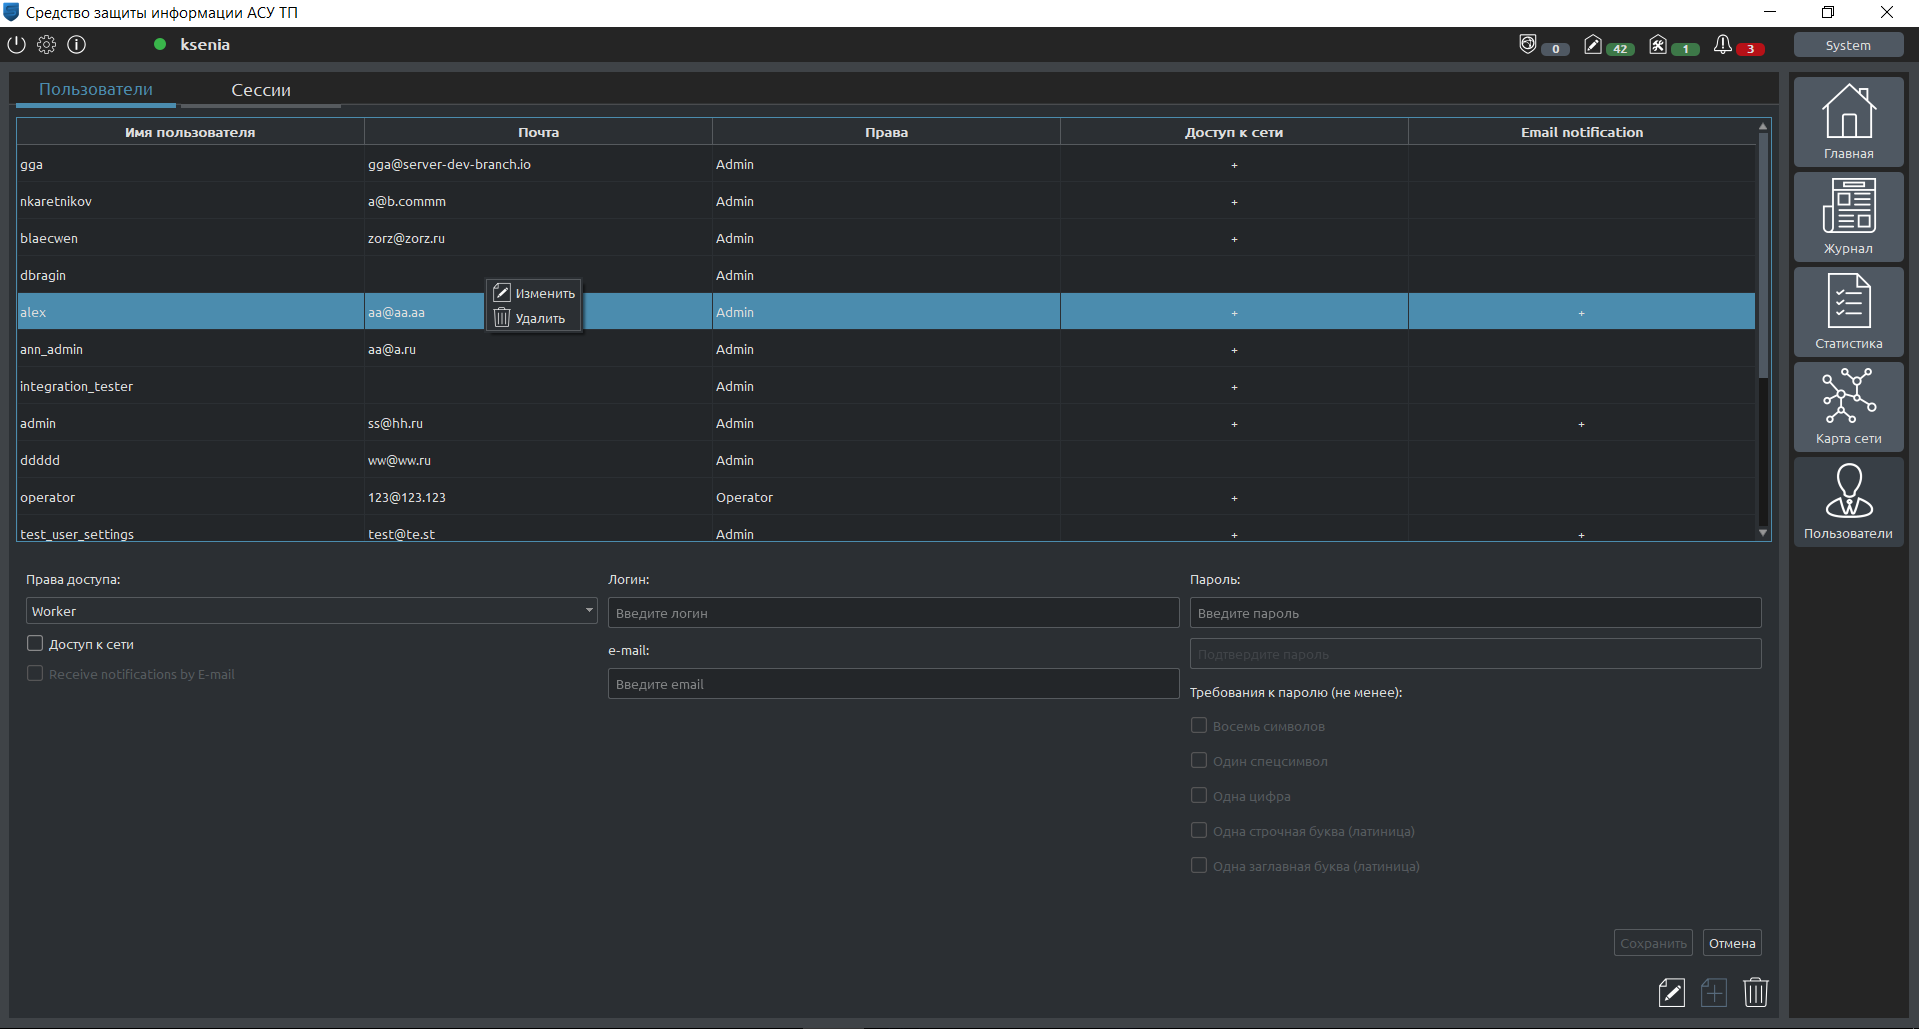 Средство защиты информации АСУ ТП
ksenia
0
42
1
3
System
Пользователи
Сессии
Имя пользователя Почта Права Доступ к сети Email notification
gga gga@server-dev-branch.io Admin +
nkaretnikov a@b.commm Admin +
blaecwen zorz@zorz.ru Admin +
dbragin Admin
alex aa@aa.aa Admin + +
Изменить
Удалить
ann_admin aa@a.ru Admin +
integration_tester Admin +
admin ss@hh.ru Admin + +
ddddd ww@ww.ru Admin
operator 123@123.123 Operator +
test_user_settings test@te.st Admin + +
Права доступа:
Worker
Доступ к сети
Receive notifications by E-mail
Логин:
Введите логин
e-mail:
Введите email
Пароль:
Введите пароль
Подтвердите пароль
Требования к паролю (не менее):
Восемь символов
Один спецсимвол
Одна цифра
Одна строчная буква (латиница)
Одна заглавная буква (латиница)
Сохранить
Отмена
Главная
Журнал
Статистика
Карта сети
Пользователи